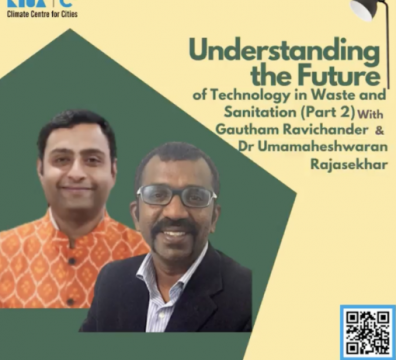 Climate Centre for Cities
Understanding
the Future
of Technology in Waste and
Sanitation (Part 2) With
Gautham Ravichander &
Dr Umamaheshwaran
Rajasekhar